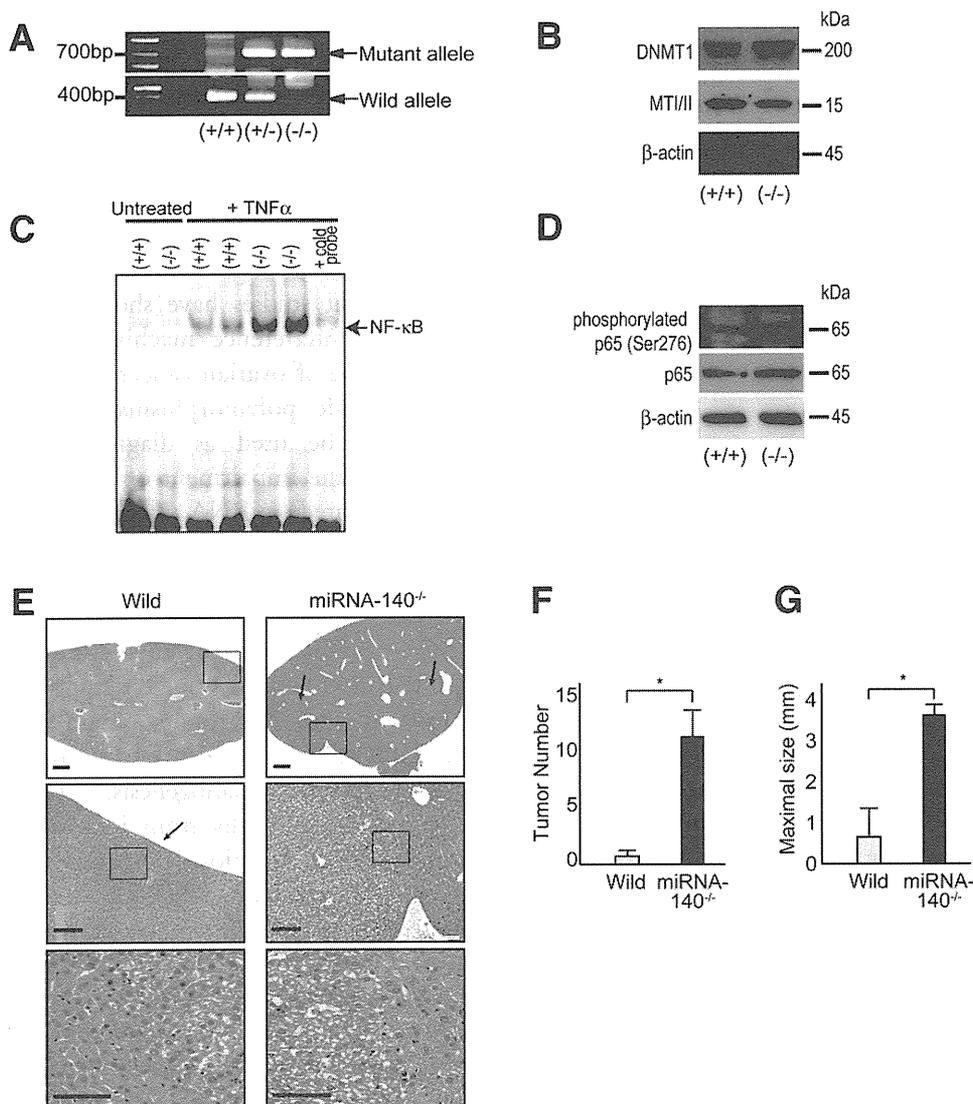 A
700bp
Mutant allele
400bp
Wild allele
(+/+) (+/-) (-/-)
B
kDa
DNMT1
200
MTI/II
15
β-actin
45
(+/+) (-/-)
C
Untreated + TNFα
(+/+) (-/-) (+/+) (+/+) (-/-) (-/-) + cold probe
NF-κB
D
kDa
phosphorylated
p65 (Ser276)
65
p65
65
β-actin
45
(+/+) (-/-)
E
Wild miRNA-140-/-
F
*
Tumor Number
15
10
5
0
Wild miRNA-
140-/-
G
*
Maximal size (mm)
4
3
2
1
0
Wild miRNA-
140-/-